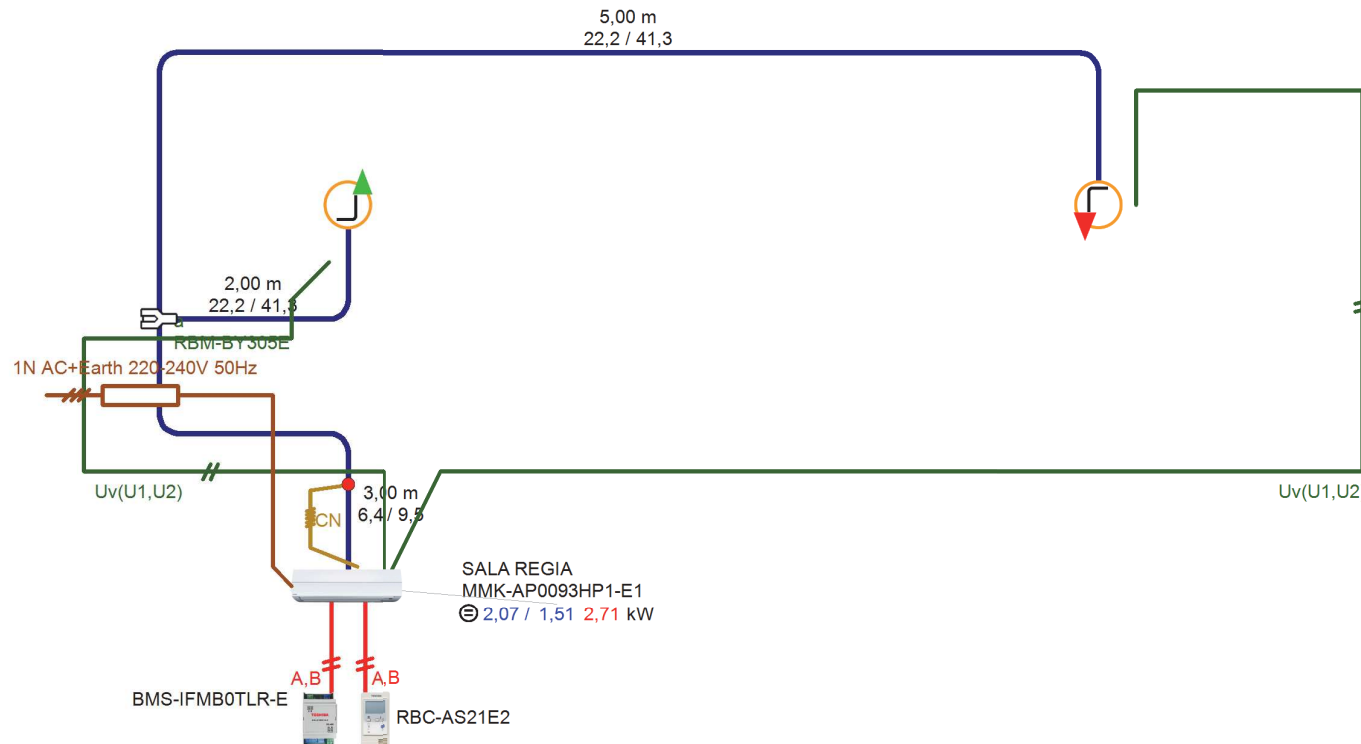 5,00 m
22,2 / 41,3
2,00 m
22,2 / 41,3
a
RBM-BY305E
1N AC+Earth 220-240V 50Hz
Uv(U1,U2)
3,00 m
6,4 / 9,5
CN
Uv(U1,U2
SALA REGIA
MMK-AP0093HP1-E1
2,07 / 1,51 2,71 kW
A,B
A,B
BMS-IFMB0TLR-E
TOSHIBA
RBC-AS21E2